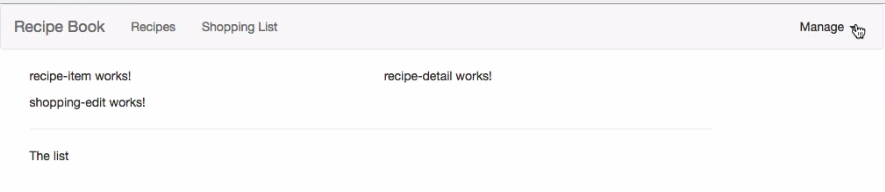 Recipe Book Recipes Shopping List Manage
recipe-item works! recipe-detail works!
shopping-edit works!
The list